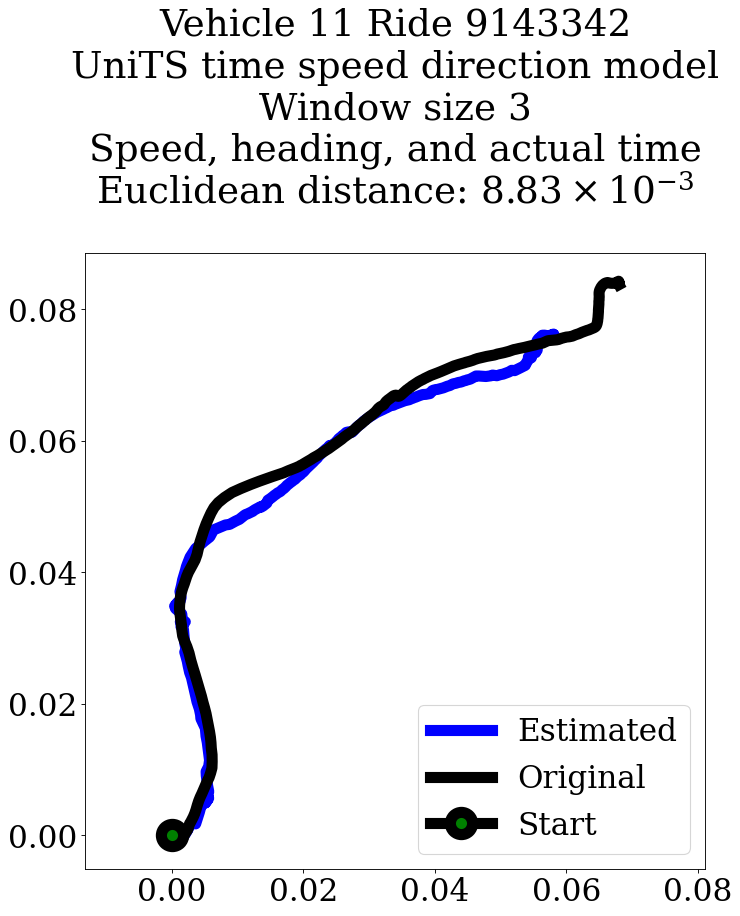 Vehicle 11 Ride 9143342
UniTS time speed direction model
Window size 3
Speed, heading, and actual time
Euclidean distance: 8.83 × 10⁻³
0.08
0.06
0.04
0.02
0.00
Estimated
Original
Start
0.00 0.02 0.04 0.06 0.08